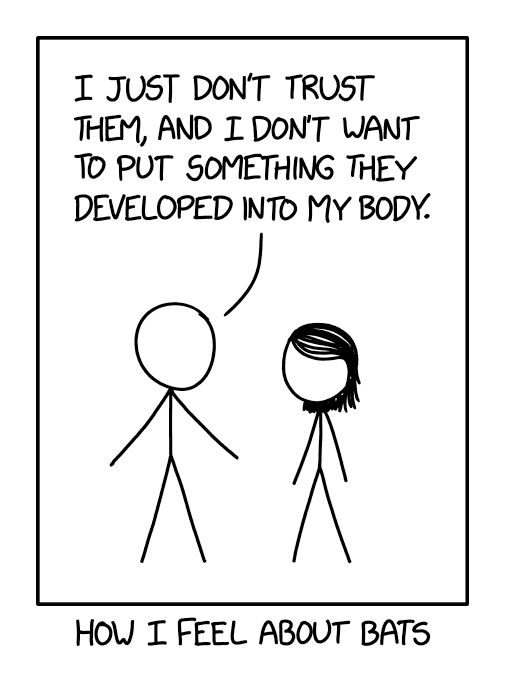 I JUST DON'T TRUST
THEM, AND I DON'T WANT
TO PUT SOMETHING THEY
DEVELOPED INTO MY BODY.
HOW I FEEL ABOUT BATS